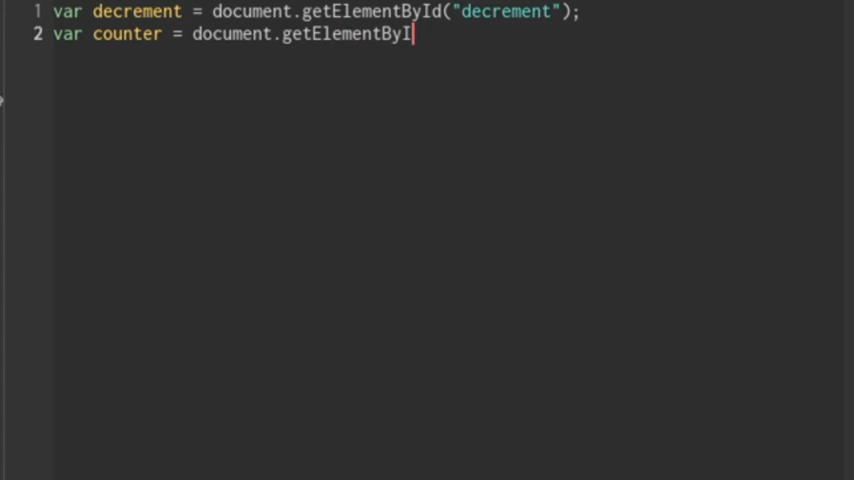 1 var decrement = document.getElementById("decrement");
2 var counter = document.getElementByI